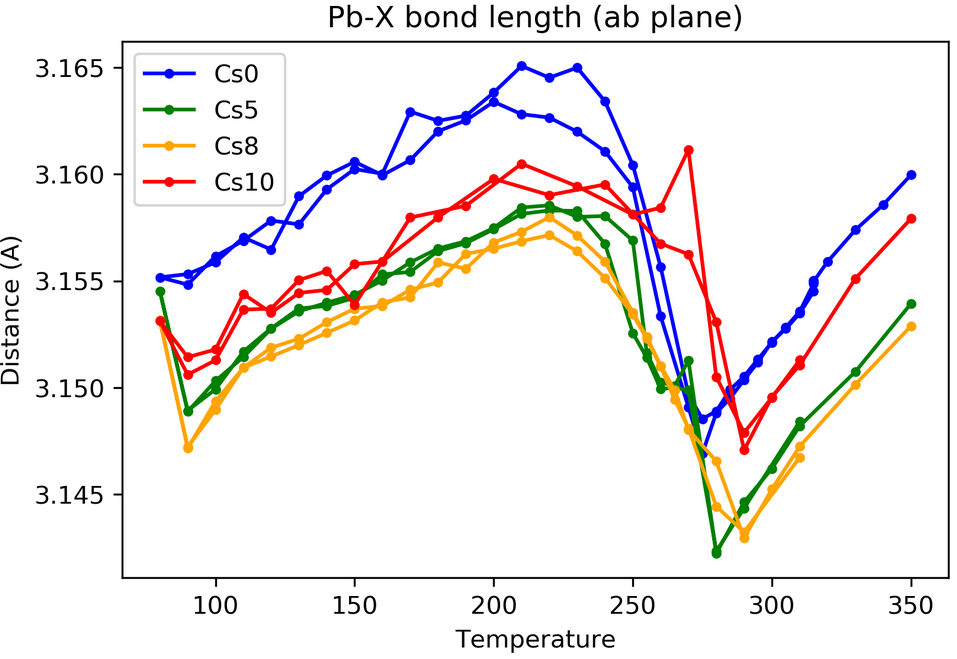 Pb-X bond length (ab plane)
Cs0
Cs5
Cs8
Cs10
3.165
3.160
3.155
3.150
3.145
Distance (A)
100
150
200
250
300
350
Temperature